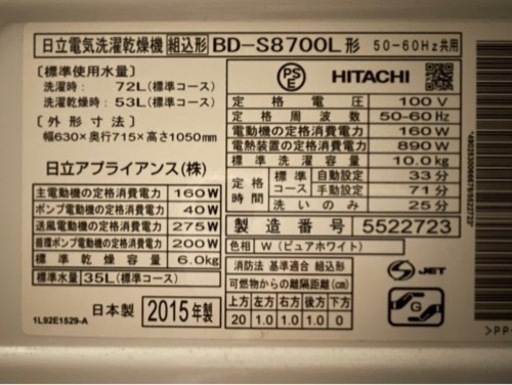 日立電気洗濯乾燥機 組込形 BD-S8700L形 50-60Hz共用
〔標準使用水量〕
洗濯時: 72L(標準コース)
洗濯乾燥時: 53L(標準コース)
〔外形寸法〕
幅630×奥行715×高さ1050mm
日立アプライアンス(株)
主電動機の定格消費電力 160W
ポンプ電動機の定格消費電力 40W
送風電動機の定格消費電力 275W
循環ポンプ電動機の定格消費電力 200W
標準乾燥容量 6.0kg
標準水量 35L(標準コース)
日本製 2015年製
1L92E1529-A
PSE HITACHI
定格電圧 100V
定格周波数 50-60Hz
電動機の定格消費電力 160W
電熱装置の定格消費電力 890W
標準洗濯容量 10.0kg
定格時間 標準コース 自動設定 33分
手動設定 71分
洗いのみ 25分
製造番号 5522723
色相 W(ピュアホワイト)
消防法 基準適合 組込形
可燃物からの離隔距離(cm)
上方 左方 右方 前方 後方 下方
20 1.0 1.0 0 1.0 0
S JET
G
>PP